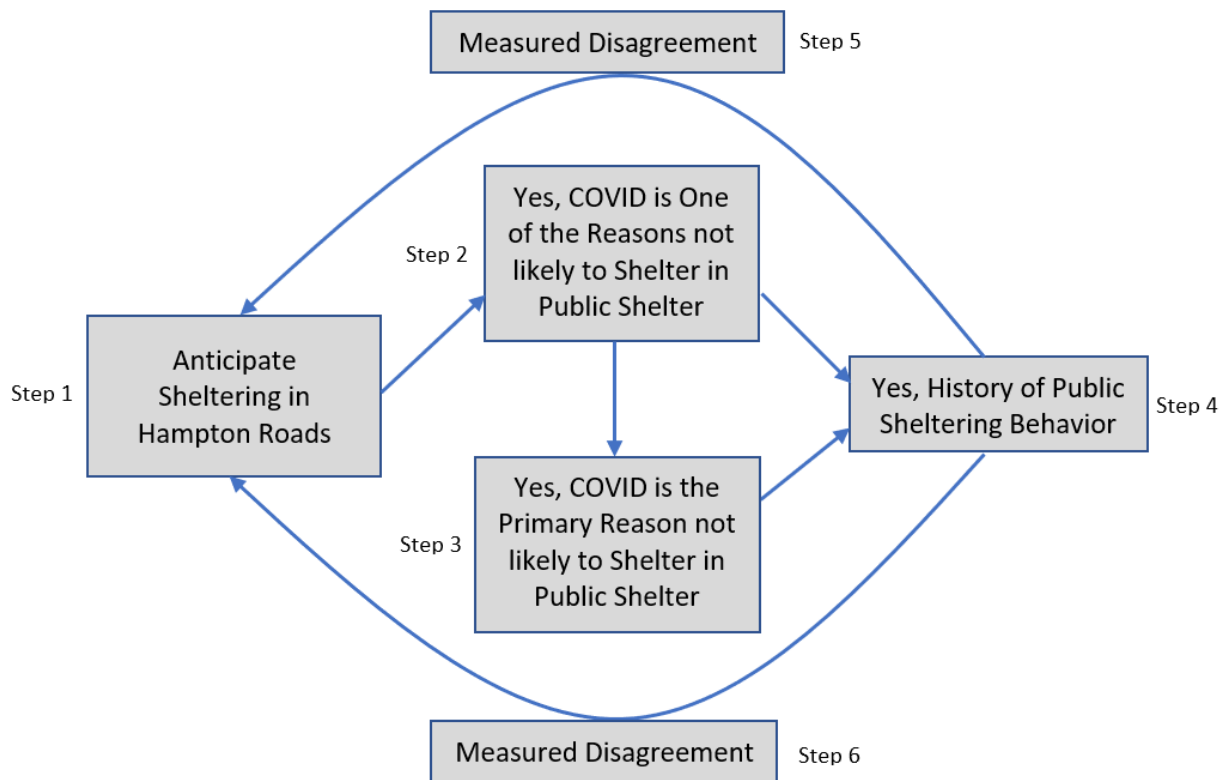 Measured Disagreement
Step 5
Yes, COVID is One
of the Reasons not
likely to Shelter in
Public Shelter
Step 2
Anticipate
Sheltering in
Hampton Roads
Step 1
Yes, History of Public
Sheltering Behavior
Step 4
Yes, COVID is the
Primary Reason not
likely to Shelter in
Public Shelter
Step 3
Measured Disagreement
Step 6